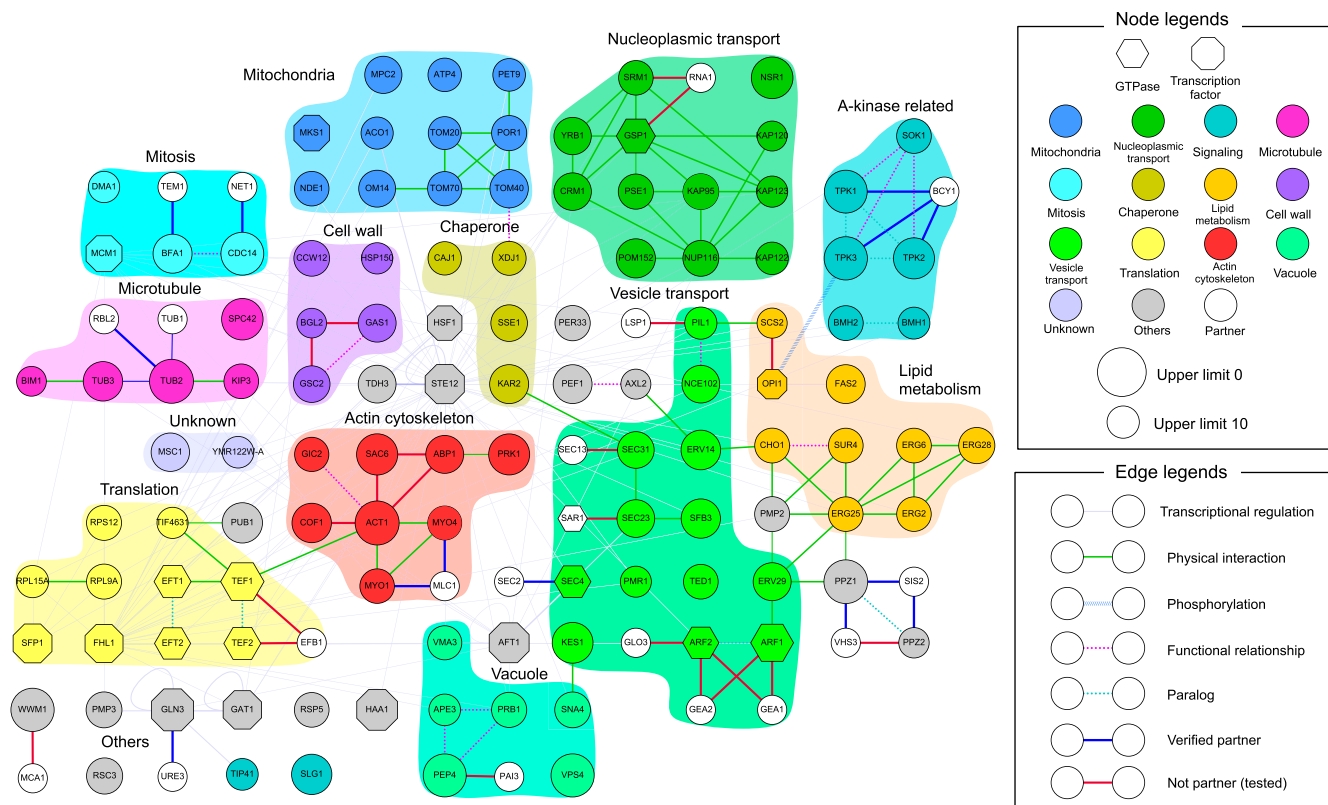 Nucleoplasmic transport
Mitochondria
A-kinase related
Mitosis
Cell wall
Chaperone
Microtubule
Vesicle transport
Lipid
metabolism
Unknown
Actin cytoskeleton
Translation
Vacuole
Others
MPC2
ATP4
PET9
MKS1
ACO1
TOM20
POR1
NDE1
OM14
TOM70
TOM40
SRM1
RNA1
NSR1
YRB1
GSP1
KAP120
CRM1
PSE1
KAP95
KAP123
POM152
NUP116
KAP122
SOK1
TPK1
BCY1
TPK3
TPK2
BMH2
BMH1
DMA1
TEM1
NET1
MCM1
BFA1
CDC14
CCW12
HSP150
BGL2
GAS1
GSC2
CAJ1
XDJ1
SSE1
KAR2
RBL2
TUB1
SPC42
BIM1
TUB3
TUB2
KIP3
HSF1
TDH3
STE12
PER33
PEF1
AXL2
LSP1
PIL1
NCE102
SEC13
SEC31
ERV14
SAR1
SEC23
SFB3
SEC2
SEC4
PMR1
TED1
ERV29
KES1
GLO3
ARF2
ARF1
SNA4
GEA2
GEA1
SCS2
OPI1
FAS2
CHO1
SUR4
ERG6
ERG28
PMP2
ERG25
ERG2
PPZ1
SIS2
VHS3
PPZ2
MSC1
YMR122W-A
GIC2
SAC6
ABP1
PRK1
COF1
ACT1
MYO4
MYO1
MLC1
RPS12
TIF4631
PUB1
RPL15A
RPL9A
EFT1
TEF1
SFP1
FHL1
EFT2
TEF2
EFB1
AFT1
VMA3
APE3
PRB1
PEP4
PAI3
VPS4
WWM1
PMP3
GLN3
GAT1
RSP5
HAA1
MCA1
RSC3
URE3
TIP41
SLG1
Node legends
GTPase
Transcription
factor
Mitochondria
Nucleoplasmic
transport
Signaling
Microtubule
Mitosis
Chaperone
Lipid
metabolism
Cell wall
Vesicle
transport
Translation
Actin
cytoskeleton
Vacuole
Unknown
Others
Partner
Upper limit 0
Upper limit 10
Edge legends
Transcriptional regulation
Physical interaction
Phosphorylation
Functional relationship
Paralog
Verified partner
Not partner (tested)